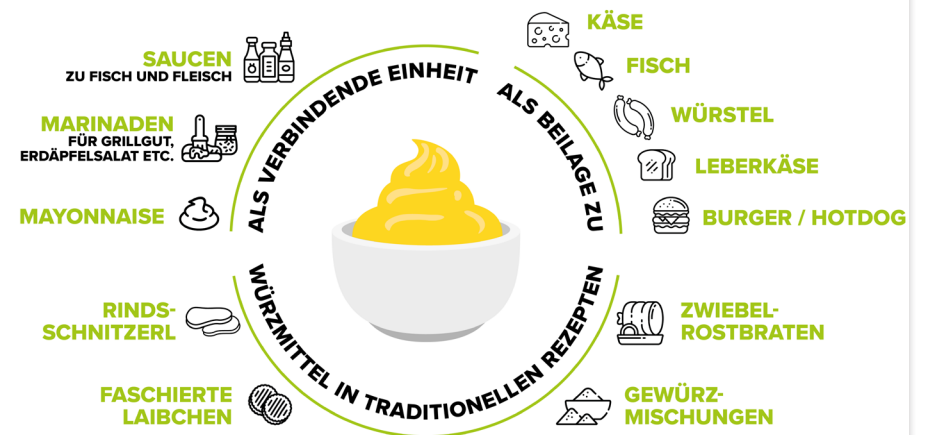 ALS VERBINDENDE EINHEIT
SAUCEN
ZU FISCH UND FLEISCH
MARINADEN
FÜR GRILLGUT,
ERDÄPFELSALAT ETC.
MAYONNAISE
ALS BEILAGE ZU
KÄSE
FISCH
WÜRSTEL
LEBERKÄSE
BURGER / HOTDOG
WÜRZMITTEL IN TRADITIONELLEN REZEPTEN
RINDS-
SCHNITZERL
FASCHIERTE
LAIBCHEN
ZWIEBEL-
ROSTBRATEN
GEWÜRZ-
MISCHUNGEN